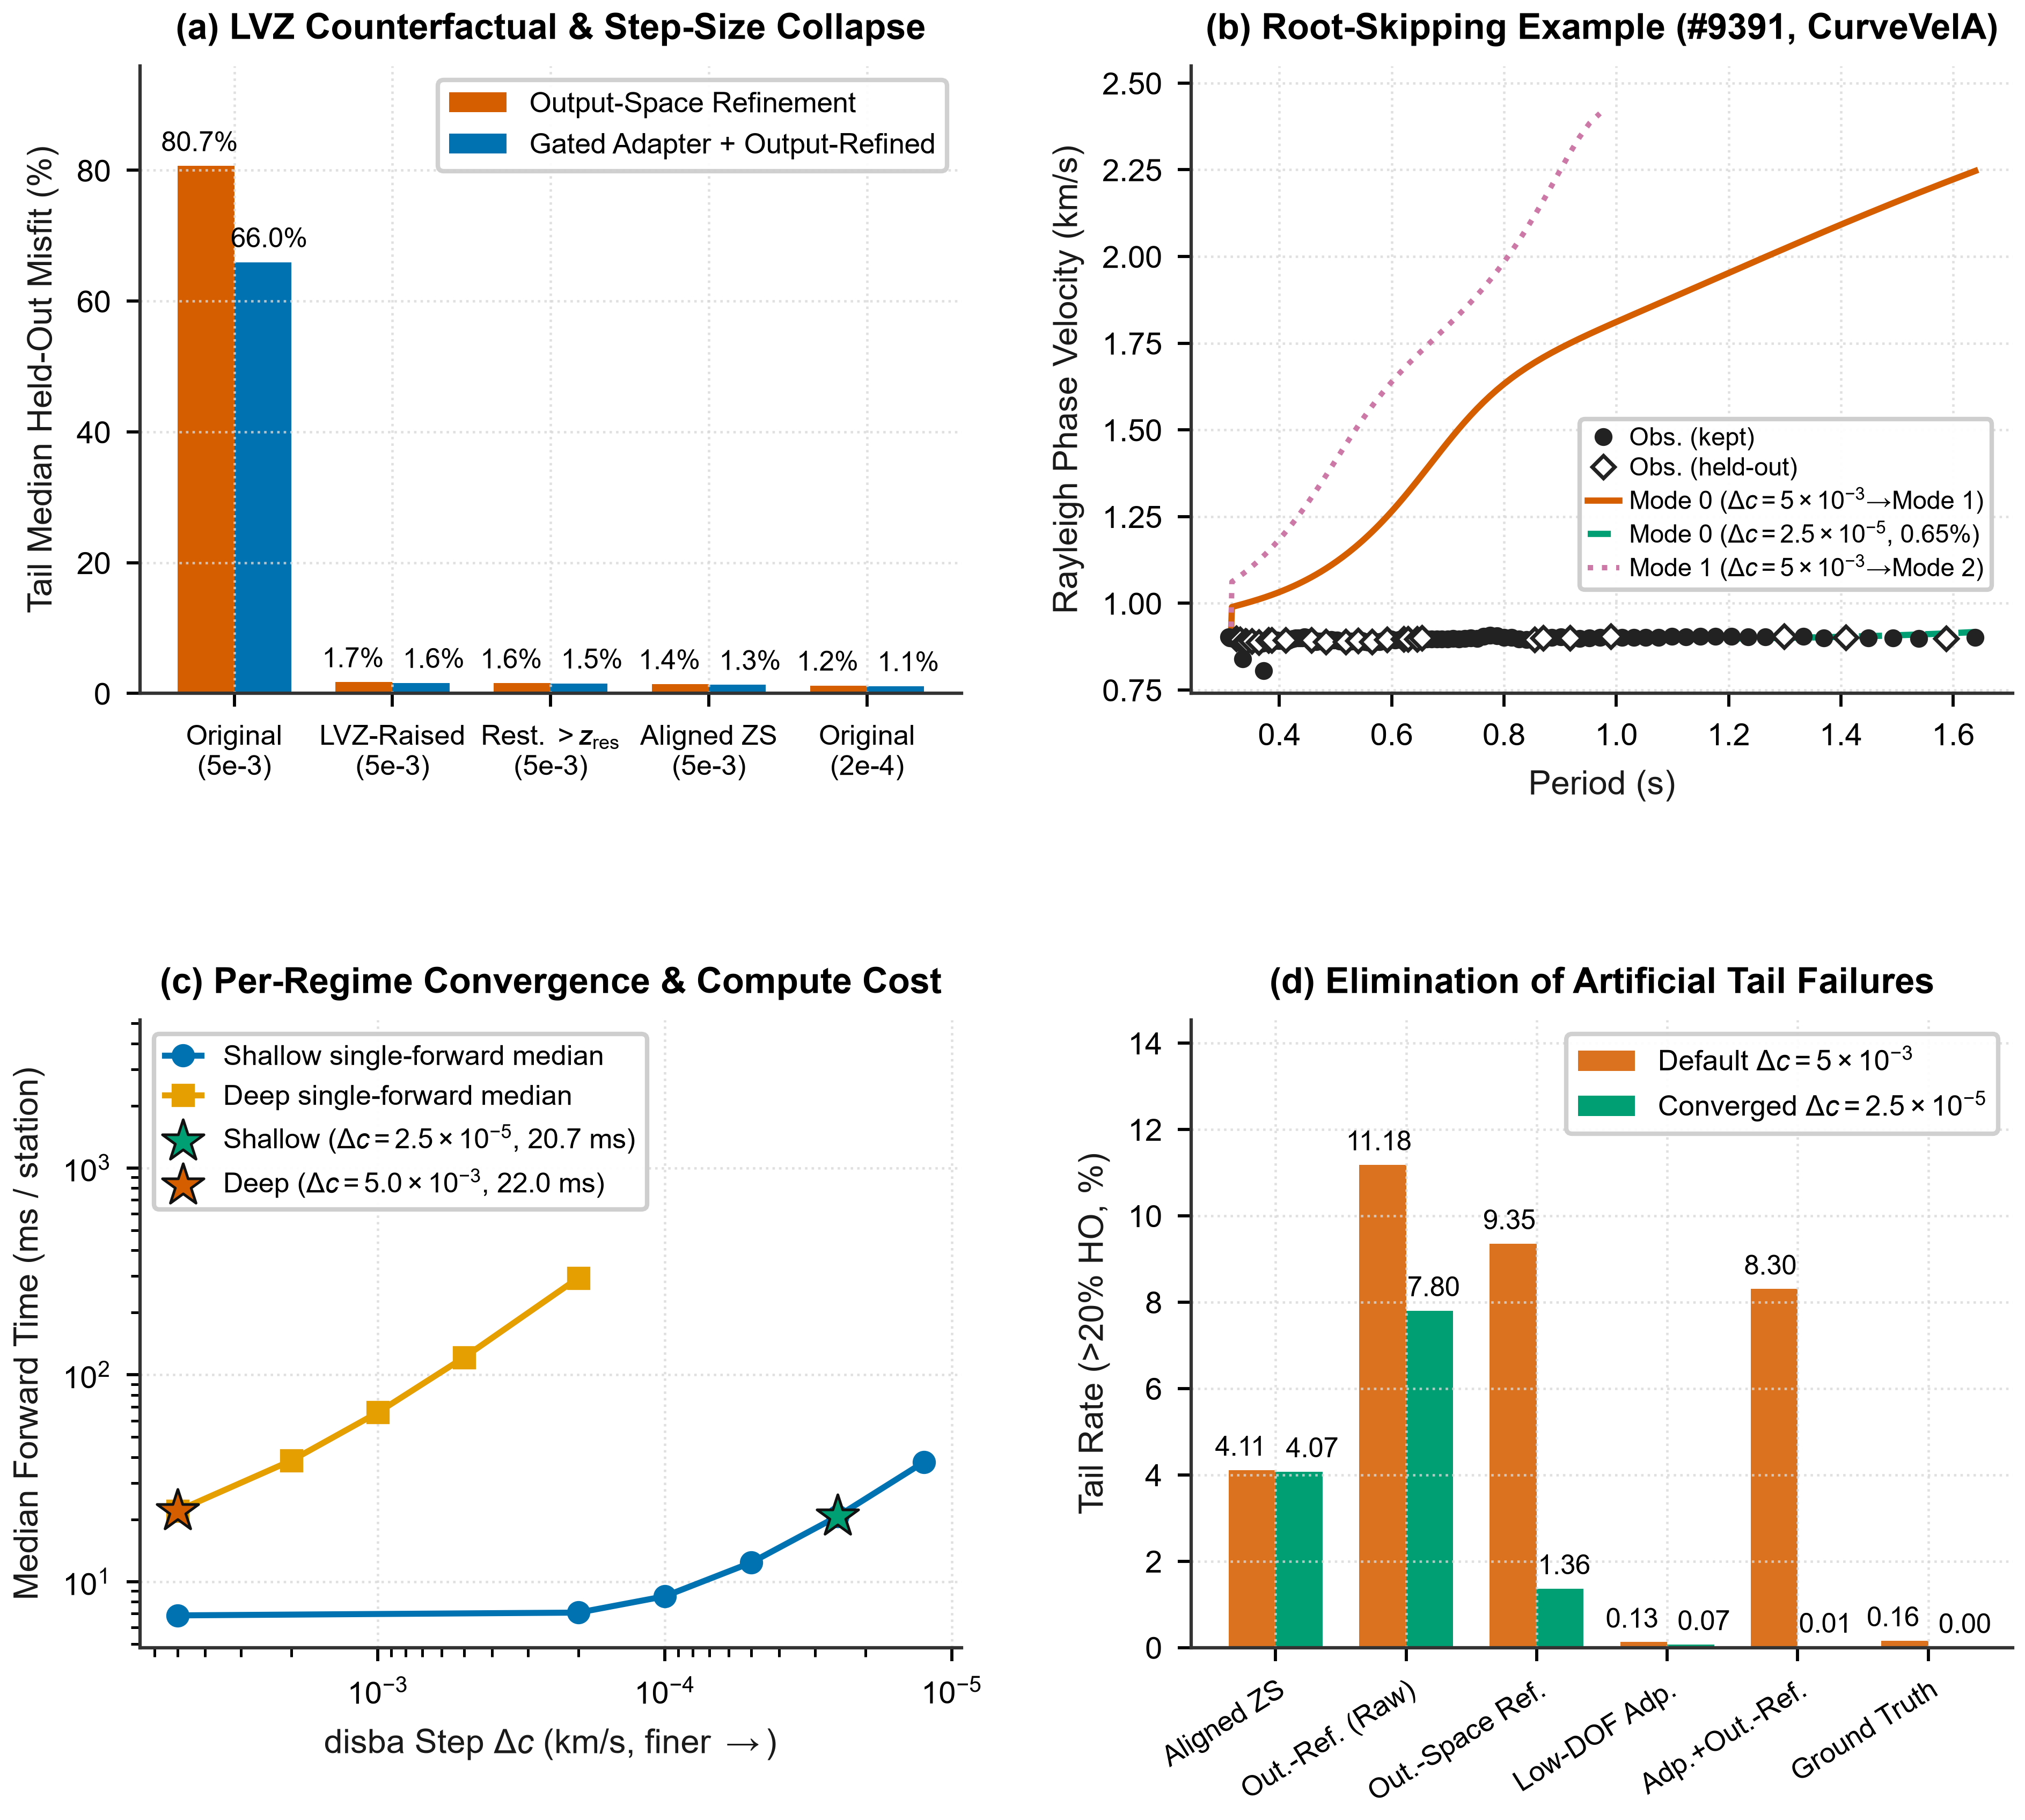 (a) LVZ Counterfactual & Step-Size Collapse
Tail Median Held-Out Misfit (%)
80
60
40
20
0
Output-Space Refinement
Gated Adapter + Output-Refined
80.7%
66.0%
1.7%
1.6%
1.6%
1.5%
1.4%
1.3%
1.2%
1.1%
Original
(5e-3)
LVZ-Raised
(5e-3)
Rest. > z_res
(5e-3)
Aligned ZS
(5e-3)
Original
(2e-4)
(b) Root-Skipping Example (#9391, CurveVelA)
Rayleigh Phase Velocity (km/s)
2.50
2.25
2.00
1.75
1.50
1.25
1.00
0.75
Obs. (kept)
Obs. (held-out)
Mode 0 (Δc = 5 × 10⁻³→Mode 1)
Mode 0 (Δc = 2.5 × 10⁻⁵, 0.65%)
Mode 1 (Δc = 5 × 10⁻³→Mode 2)
0.4
0.6
0.8
1.0
1.2
1.4
1.6
Period (s)
(c) Per-Regime Convergence & Compute Cost
Median Forward Time (ms / station)
10³
10²
10¹
Shallow single-forward median
Deep single-forward median
Shallow (Δc = 2.5 × 10⁻⁵, 20.7 ms)
Deep (Δc = 5.0 × 10⁻³, 22.0 ms)
10⁻³
10⁻⁴
10⁻⁵
disba Step Δc (km/s, finer →)
(d) Elimination of Artificial Tail Failures
Tail Rate (>20% HO, %)
14
12
10
8
6
4
2
0
Default Δc = 5 × 10⁻³
Converged Δc = 2.5 × 10⁻⁵
4.11
4.07
11.18
7.80
9.35
1.36
0.13
0.07
8.30
0.01
0.16
0.00
Aligned ZS
Out.-Ref. (Raw)
Out.-Space Ref.
Low-DOF Adp.
Adp.+Out.-Ref.
Ground Truth